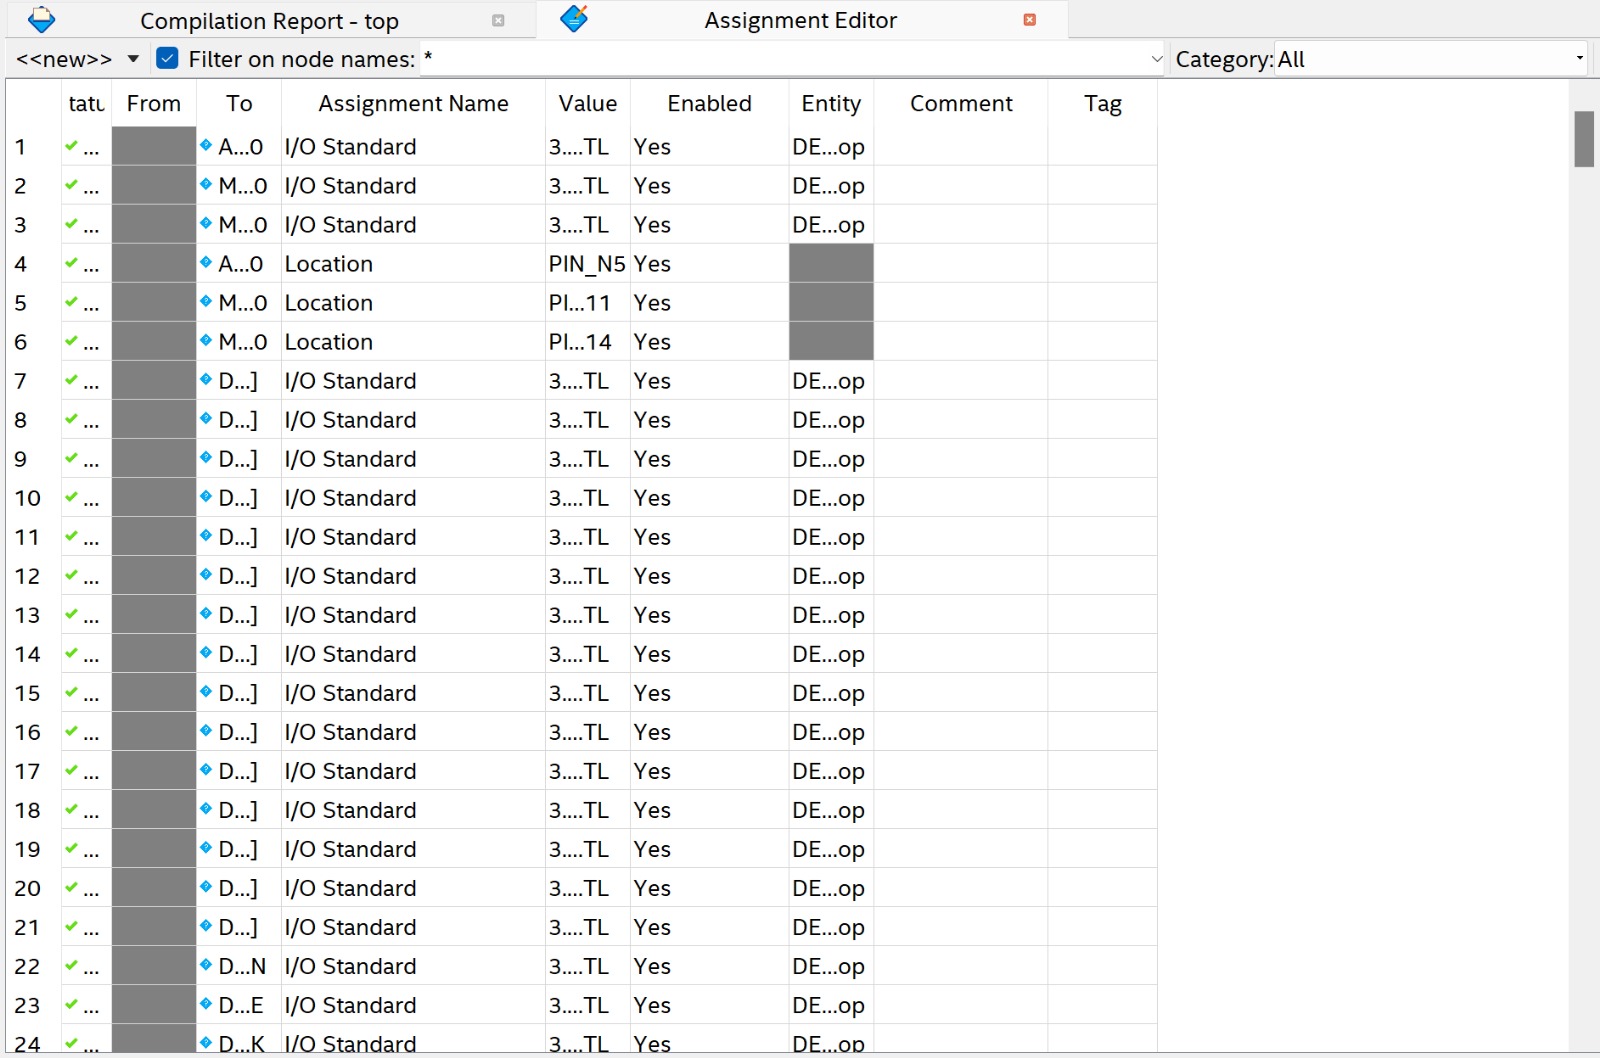 Compilation Report - top Assignment Editor
<<new>> Filter on node names: * Category: All
tatu From To Assignment Name Value Enabled Entity Comment Tag
1 ... A...0 I/O Standard 3....TL Yes DE...op
2 ... M...0 I/O Standard 3....TL Yes DE...op
3 ... M...0 I/O Standard 3....TL Yes DE...op
4 ... A...0 Location PIN_N5 Yes
5 ... M...0 Location PI...11 Yes
6 ... M...0 Location PI...14 Yes
7 ... D...] I/O Standard 3....TL Yes DE...op
8 ... D...] I/O Standard 3....TL Yes DE...op
9 ... D...] I/O Standard 3....TL Yes DE...op
10 ... D...] I/O Standard 3....TL Yes DE...op
11 ... D...] I/O Standard 3....TL Yes DE...op
12 ... D...] I/O Standard 3....TL Yes DE...op
13 ... D...] I/O Standard 3....TL Yes DE...op
14 ... D...] I/O Standard 3....TL Yes DE...op
15 ... D...] I/O Standard 3....TL Yes DE...op
16 ... D...] I/O Standard 3....TL Yes DE...op
17 ... D...] I/O Standard 3....TL Yes DE...op
18 ... D...] I/O Standard 3....TL Yes DE...op
19 ... D...] I/O Standard 3....TL Yes DE...op
20 ... D...] I/O Standard 3....TL Yes DE...op
21 ... D...] I/O Standard 3....TL Yes DE...op
22 ... D...N I/O Standard 3....TL Yes DE...op
23 ... D...E I/O Standard 3....TL Yes DE...op
24 ... D...K I/O Standard 3....TL Yes DE...op